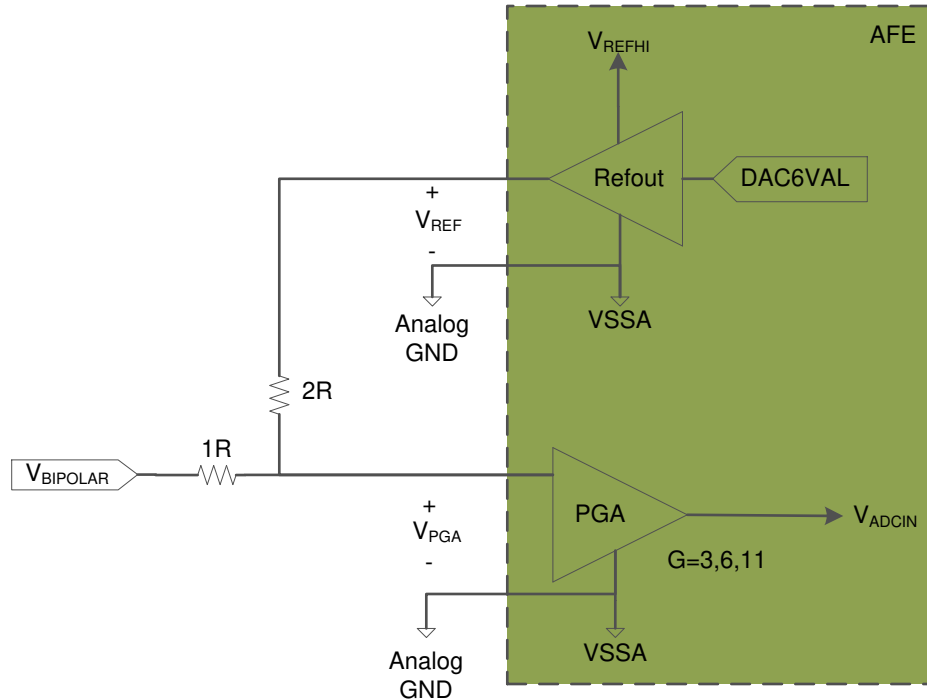 AFE
VREFHI
Refout
DAC6VAL
+
VREF
-
Analog
GND
VSSA
2R
1R
VBIPOLAR
+
VPGA
-
PGA
VADCIN
G=3,6,11
Analog
GND
VSSA